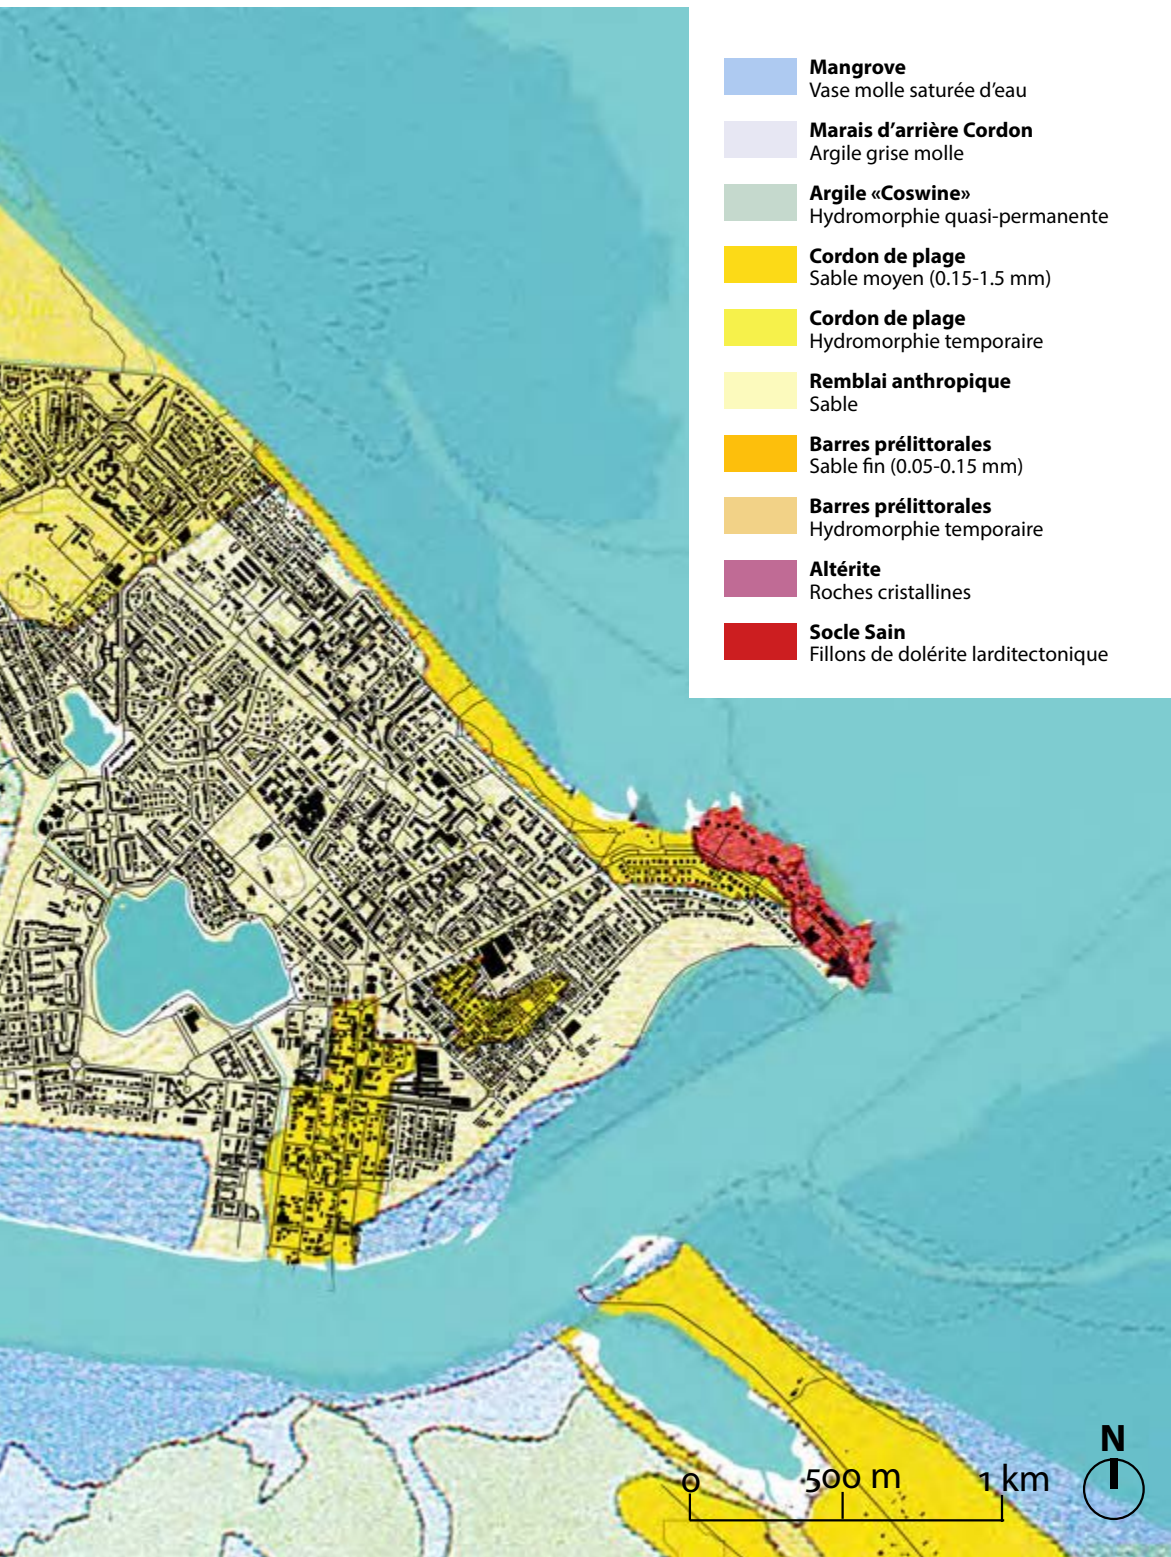 Mangrove
Vase molle saturée d’eau
Marais d’arrière Cordon
Argile grise molle
Argile «Coswine»
Hydromorphie quasi-permanente
Cordon de plage
Sable moyen (0.15-1.5 mm)
Cordon de plage
Hydromorphie temporaire
Remblai anthropique
Sable
Barres prélittorales
Sable fin (0.05-0.15 mm)
Barres prélittorales
Hydromorphie temporaire
Altérite
Roches cristallines
Socle Sain
Fillons de dolérite larditectonique
N
0 500 m 1 km